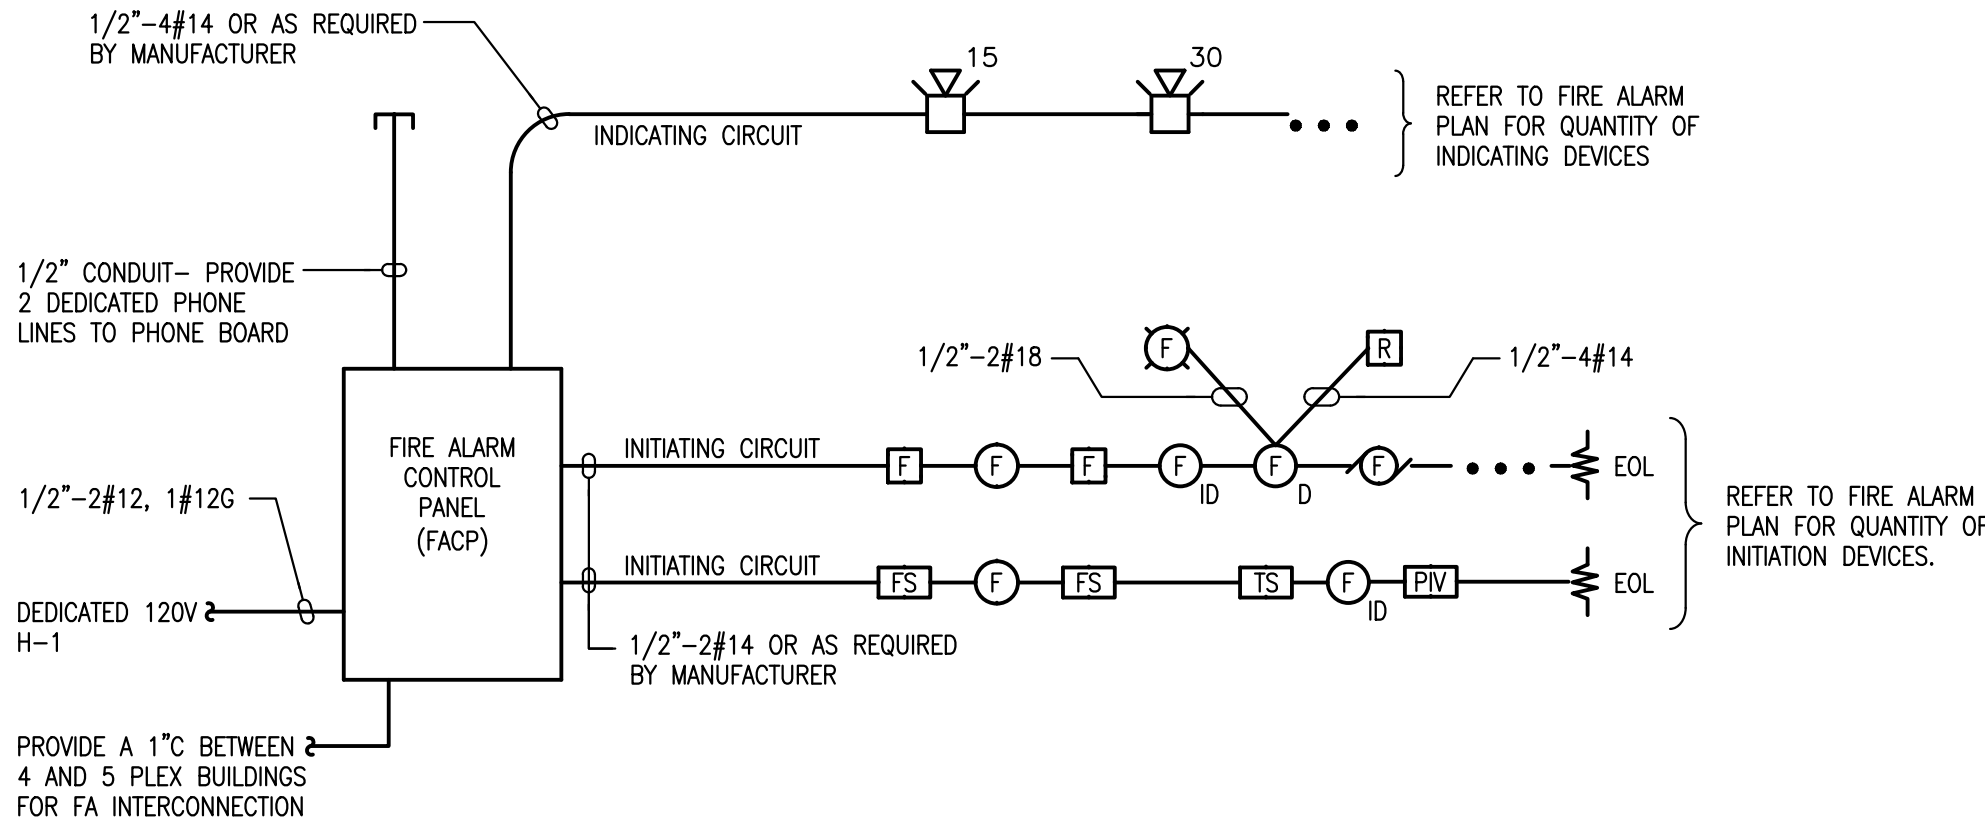 1/2"-4#14 OR AS REQUIRED
BY MANUFACTURER
15
30
INDICATING CIRCUIT
REFER TO FIRE ALARM
PLAN FOR QUANTITY OF
INDICATING DEVICES
1/2" CONDUIT- PROVIDE
2 DEDICATED PHONE
LINES TO PHONE BOARD
1/2"-2#18
F
R
1/2"-4#14
FIRE ALARM
CONTROL
PANEL
(FACP)
INITIATING CIRCUIT
F
F
F
F
ID
F
D
F
EOL
1/2"-2#12, 1#12G
REFER TO FIRE ALARM
PLAN FOR QUANTITY OF
INITIATION DEVICES.
INITIATING CIRCUIT
FS
F
FS
TS
F
ID
PIV
EOL
DEDICATED 120V
H-1
1/2"-2#14 OR AS REQUIRED
BY MANUFACTURER
PROVIDE A 1"C BETWEEN
4 AND 5 PLEX BUILDINGS
FOR FA INTERCONNECTION